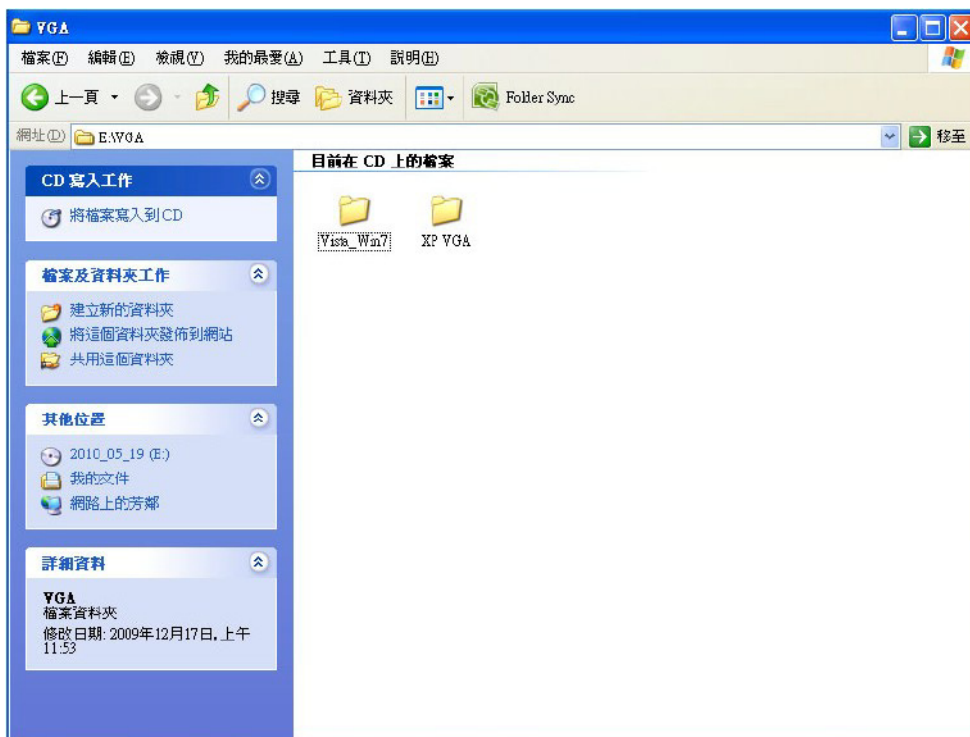 VGA
檔案(F) 編輯(E) 檢視(V) 我的最愛(A) 工具(T) 說明(H)
上一頁 搜尋 資料夾 Folder Sync
網址(D) E:\VGA 移至
CD 寫入工作
將檔案寫入到 CD
檔案及資料夾工作
建立新的資料夾
將這個資料夾發佈到網站
共用這個資料夾
其他位置
2010_05_19 (E:)
我的文件
網路上的芳鄰
詳細資料
VGA
檔案資料夾
修改日期: 2009年12月17日, 上午
11:53
目前在 CD 上的檔案
Vista_Win7 XP VGA